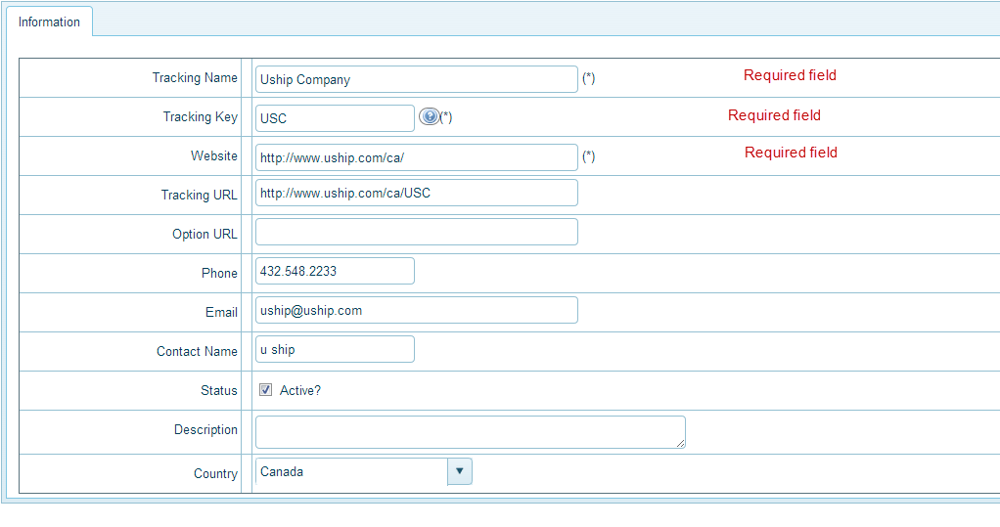 Information
Tracking Name Uship Company (*) Required field
Tracking Key USC (*) Required field
Website http://www.uship.com/ca/ (*) Required field
Tracking URL http://www.uship.com/ca/USC
Option URL
Phone 432.548.2233
Email uship@uship.com
Contact Name u ship
Status Active?
Description
Country Canada